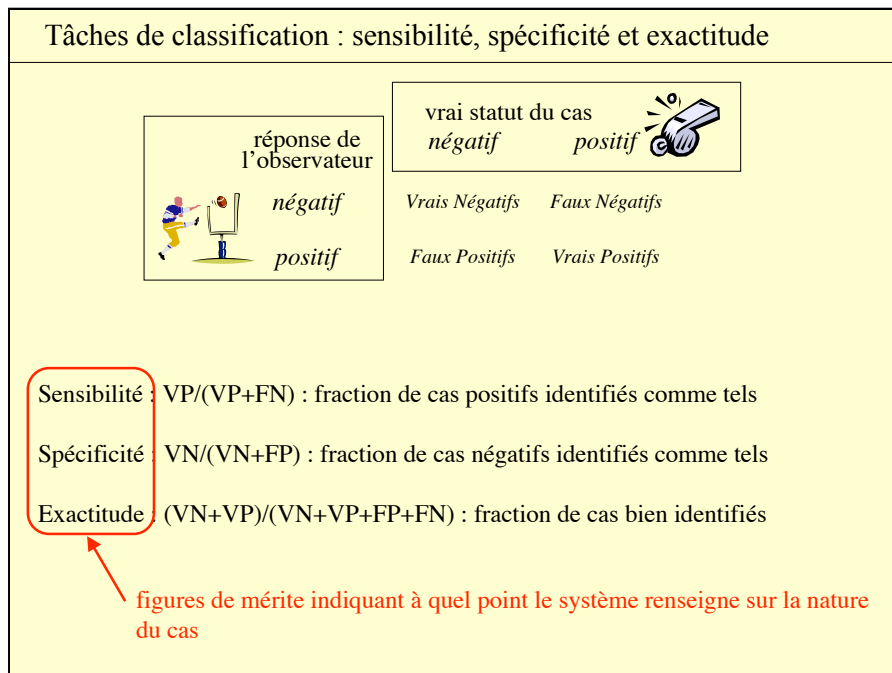 Tâches de classification : sensibilité, spécificité et exactitude
vrai statut du cas
négatif positif
réponse de
l’observateur
négatif Vrais Négatifs Faux Négatifs
positif Faux Positifs Vrais Positifs
Sensibilité : VP/(VP+FN) : fraction de cas positifs identifiés comme tels
Spécificité : VN/(VN+FP) : fraction de cas négatifs identifiés comme tels
Exactitude : (VN+VP)/(VN+VP+FP+FN) : fraction de cas bien identifiés
figures de mérite indiquant à quel point le système renseigne sur la nature
du cas